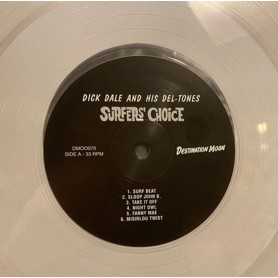 DICK DALE AND HIS DEL-TONES
SURFERS' CHOICE
DMOO070
SIDE A - 33 RPM
DESTINATION MOON
1. SURF BEAT
2. SLOOP JOHN B.
3. TAKE IT OFF
4. NIGHT OWL
5. FANNY MAE
6. MISIRLOU TWIST